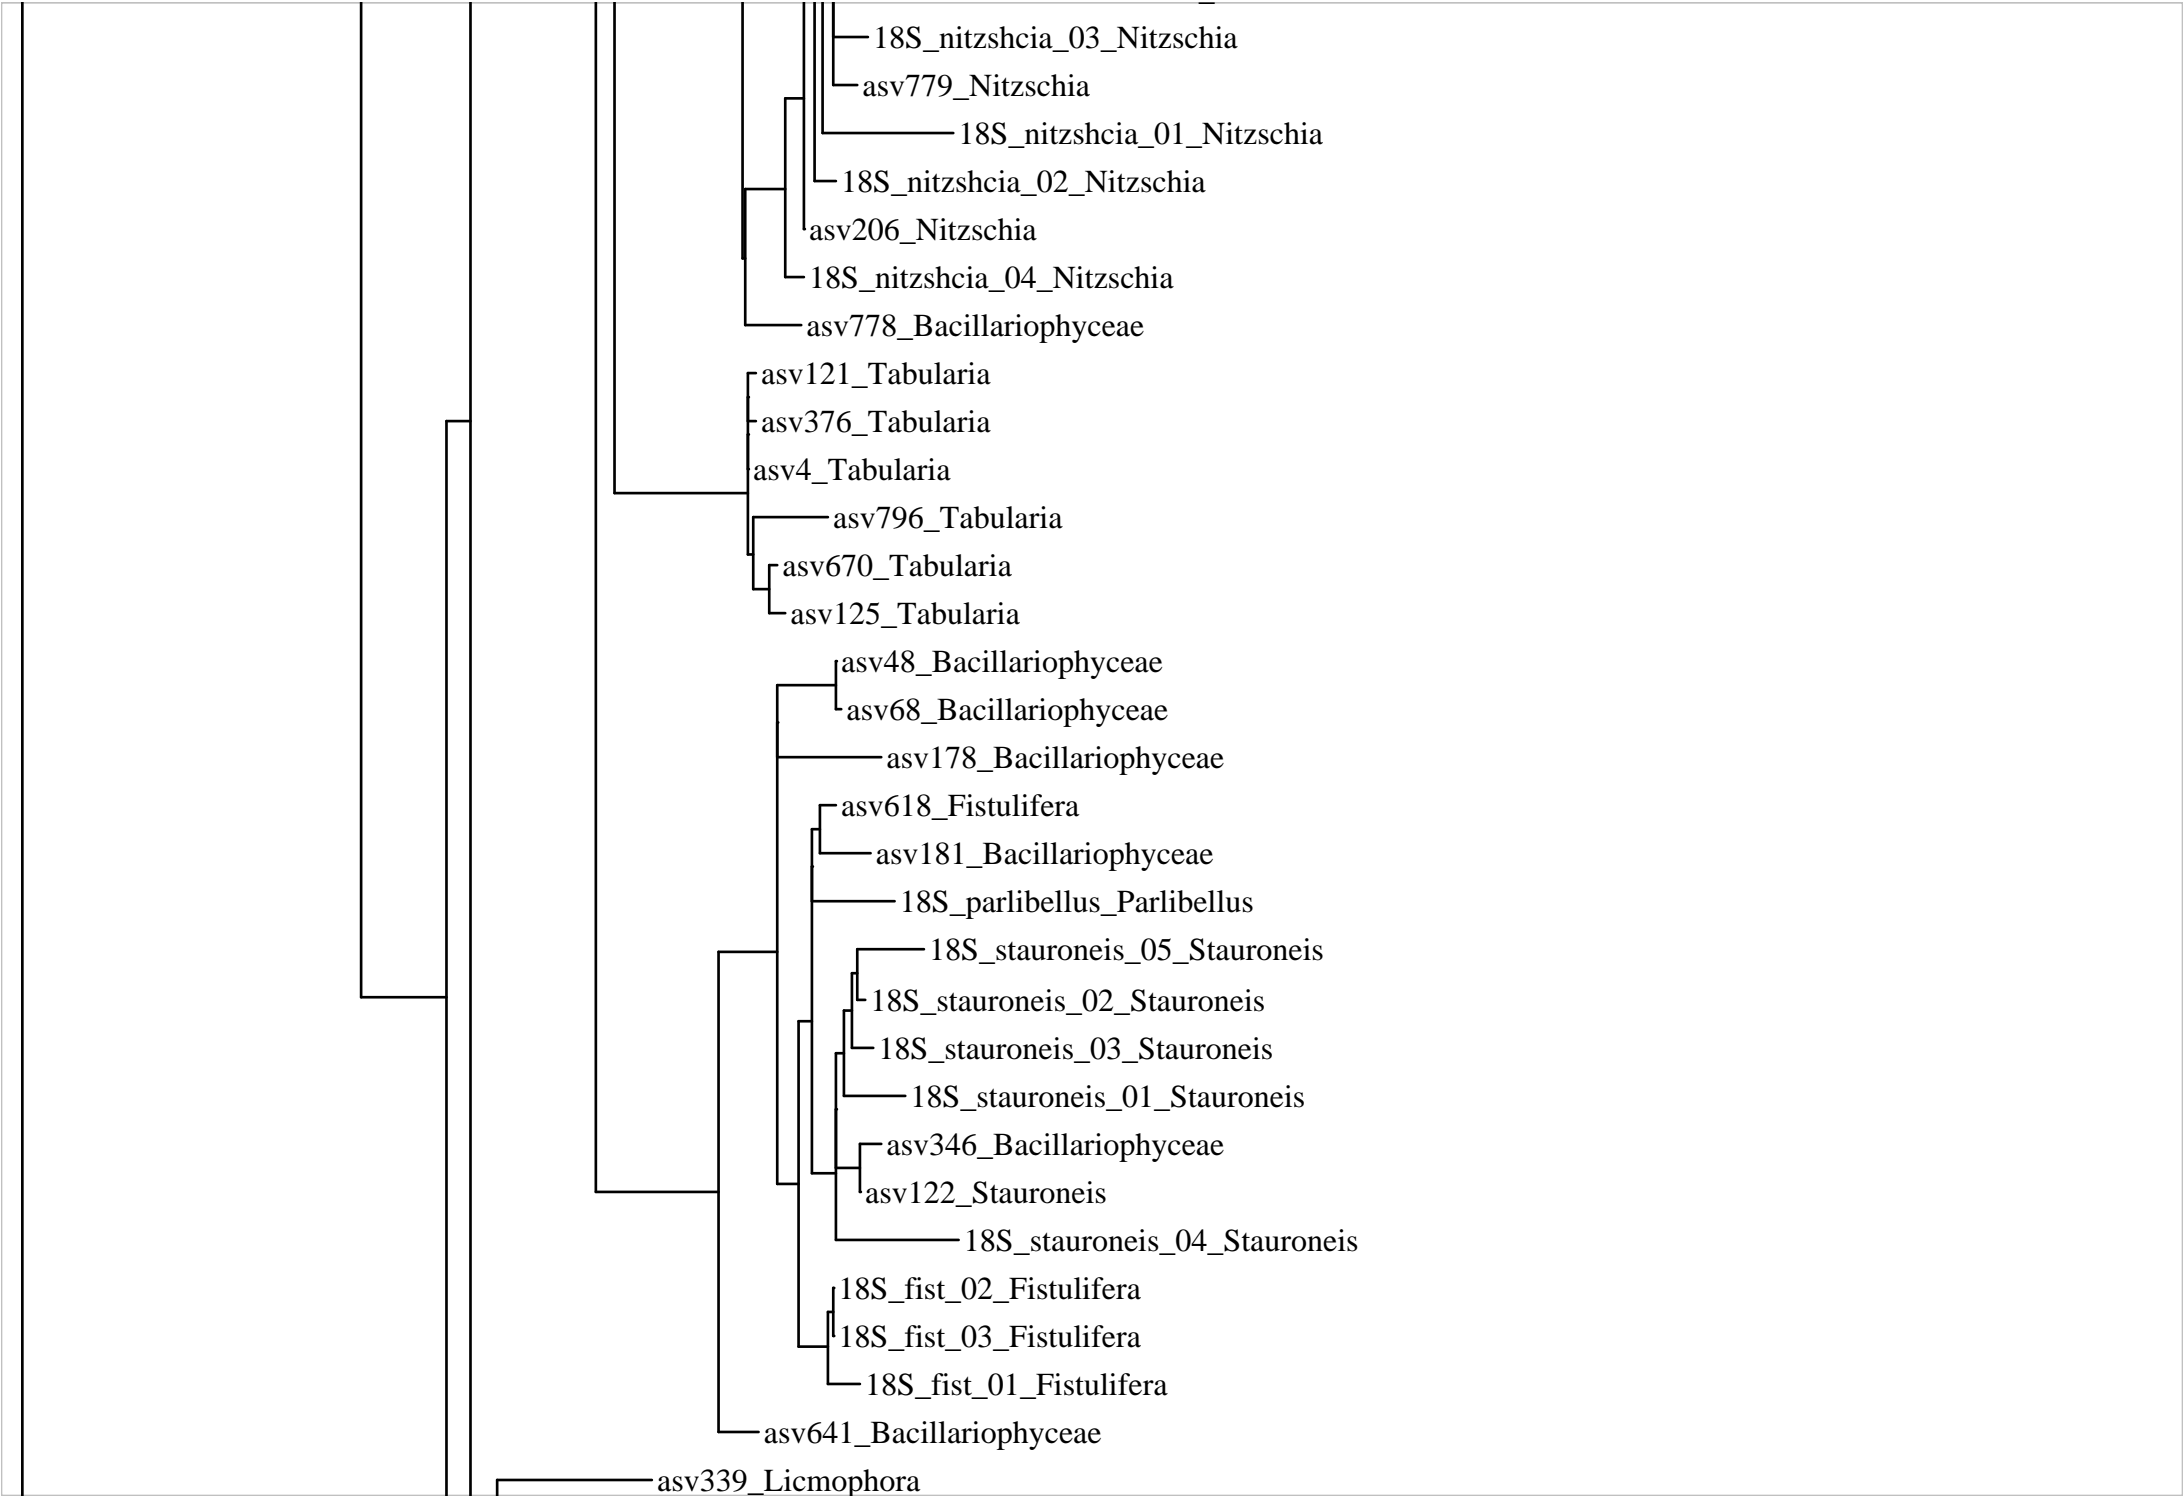 18S_nitzshcia_03_Nitzschia
asv779_Nitzschia
18S_nitzshcia_01_Nitzschia
18S_nitzshcia_02_Nitzschia
asv206_Nitzschia
18S_nitzshcia_04_Nitzschia
asv778_Bacillariophyceae
asv121_Tabularia
asv376_Tabularia
asv4_Tabularia
asv796_Tabularia
asv670_Tabularia
asv125_Tabularia
asv48_Bacillariophyceae
asv68_Bacillariophyceae
asv178_Bacillariophyceae
asv618_Fistulifera
asv181_Bacillariophyceae
18S_parlibellus_Parlibellus
18S_stauroneis_05_Stauroneis
18S_stauroneis_02_Stauroneis
18S_stauroneis_03_Stauroneis
18S_stauroneis_01_Stauroneis
asv346_Bacillariophyceae
asv122_Stauroneis
18S_stauroneis_04_Stauroneis
18S_fist_02_Fistulifera
18S_fist_03_Fistulifera
18S_fist_01_Fistulifera
asv641_Bacillariophyceae
asv339_Licmophora